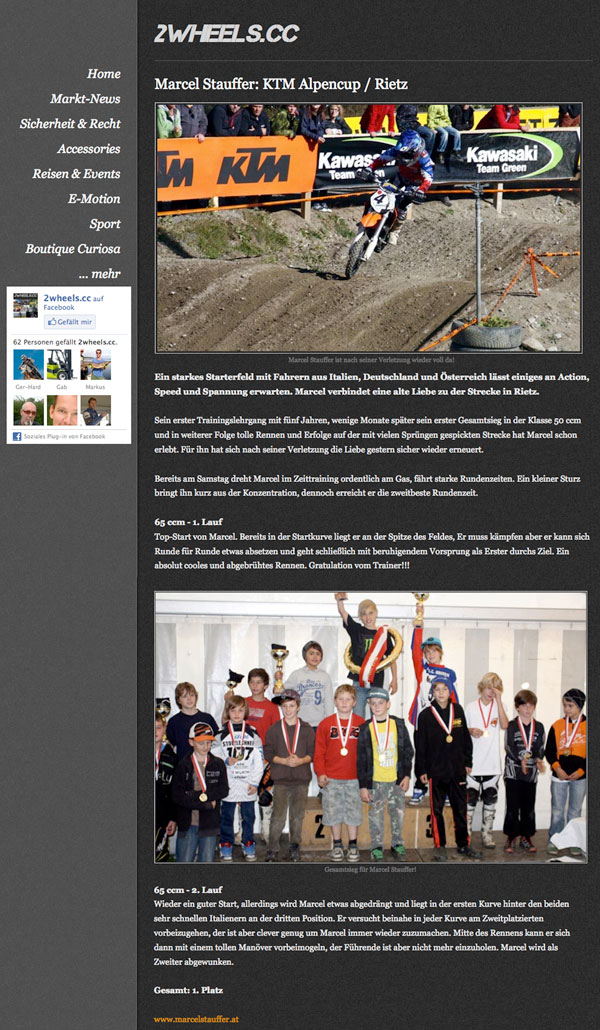 2WHEELS.CC
Home
Markt-News
Sicherheit & Recht
Accessories
Reisen & Events
E-Motion
Sport
Boutique Curiosa
... mehr
2wheels.cc auf
Facebook
Gefällt mir
62 Personen gefällt 2wheels.cc.
Ger-Hard Gab Markus
Soziales Plug-in von Facebook
Marcel Stauffer: KTM Alpencup / Rietz
KTM
KTM
Kawasaki
Team Green
Kawasaki
Team Green
4
Marcel Stauffer ist nach seiner Verletzung wieder voll da!
Ein starkes Starterfeld mit Fahrern aus Italien, Deutschland und Österreich lässt einiges an Action,
Speed und Spannung erwarten. Marcel verbindet eine alte Liebe zu der Strecke in Rietz.
Sein erster Trainingslehrgang mit fünf Jahren, wenige Monate später sein erster Gesamtsieg in der Klasse 50 ccm
und in weiterer Folge tolle Rennen und Erfolge auf der mit vielen Sprüngen gespickten Strecke hat Marcel schon
erlebt. Für ihn hat sich nach seiner Verletzung die Liebe gestern sicher wieder erneuert.
Bereits am Samstag dreht Marcel im Zeittraining ordentlich am Gas, fährt starke Rundenzeiten. Ein kleiner Sturz
bringt ihn kurz aus der Konzentration, dennoch erreicht er die zweitbeste Rundenzeit.
65 ccm - 1. Lauf
Top-Start von Marcel. Bereits in der Startkurve liegt er an der Spitze des Feldes, Er muss kämpfen aber er kann sich
Runde für Runde etwas absetzen und geht schließlich mit beruhigendem Vorsprung als Erster durchs Ziel. Ein
absolut cooles und abgebrühtes Rennen. Gratulation vom Trainer!!!
9
107
2
3
Gesamtsieg für Marcel Stauffer!
65 ccm - 2. Lauf
Wieder ein guter Start, allerdings wird Marcel etwas abgedrängt und liegt in der ersten Kurve hinter den beiden
sehr schnellen Italienern an der dritten Position. Er versucht beinahe in jeder Kurve am Zweitplatzierten
vorbeizugehen, der ist aber clever genug um Marcel immer wieder zuzumachen. Mitte des Rennens kann er sich
dann mit einem tollen Manöver vorbeimogeln, der Führende ist aber nicht mehr einzuholen. Marcel wird als
Zweiter abgewunken.
Gesamt: 1. Platz
www.marcelstauffer.at